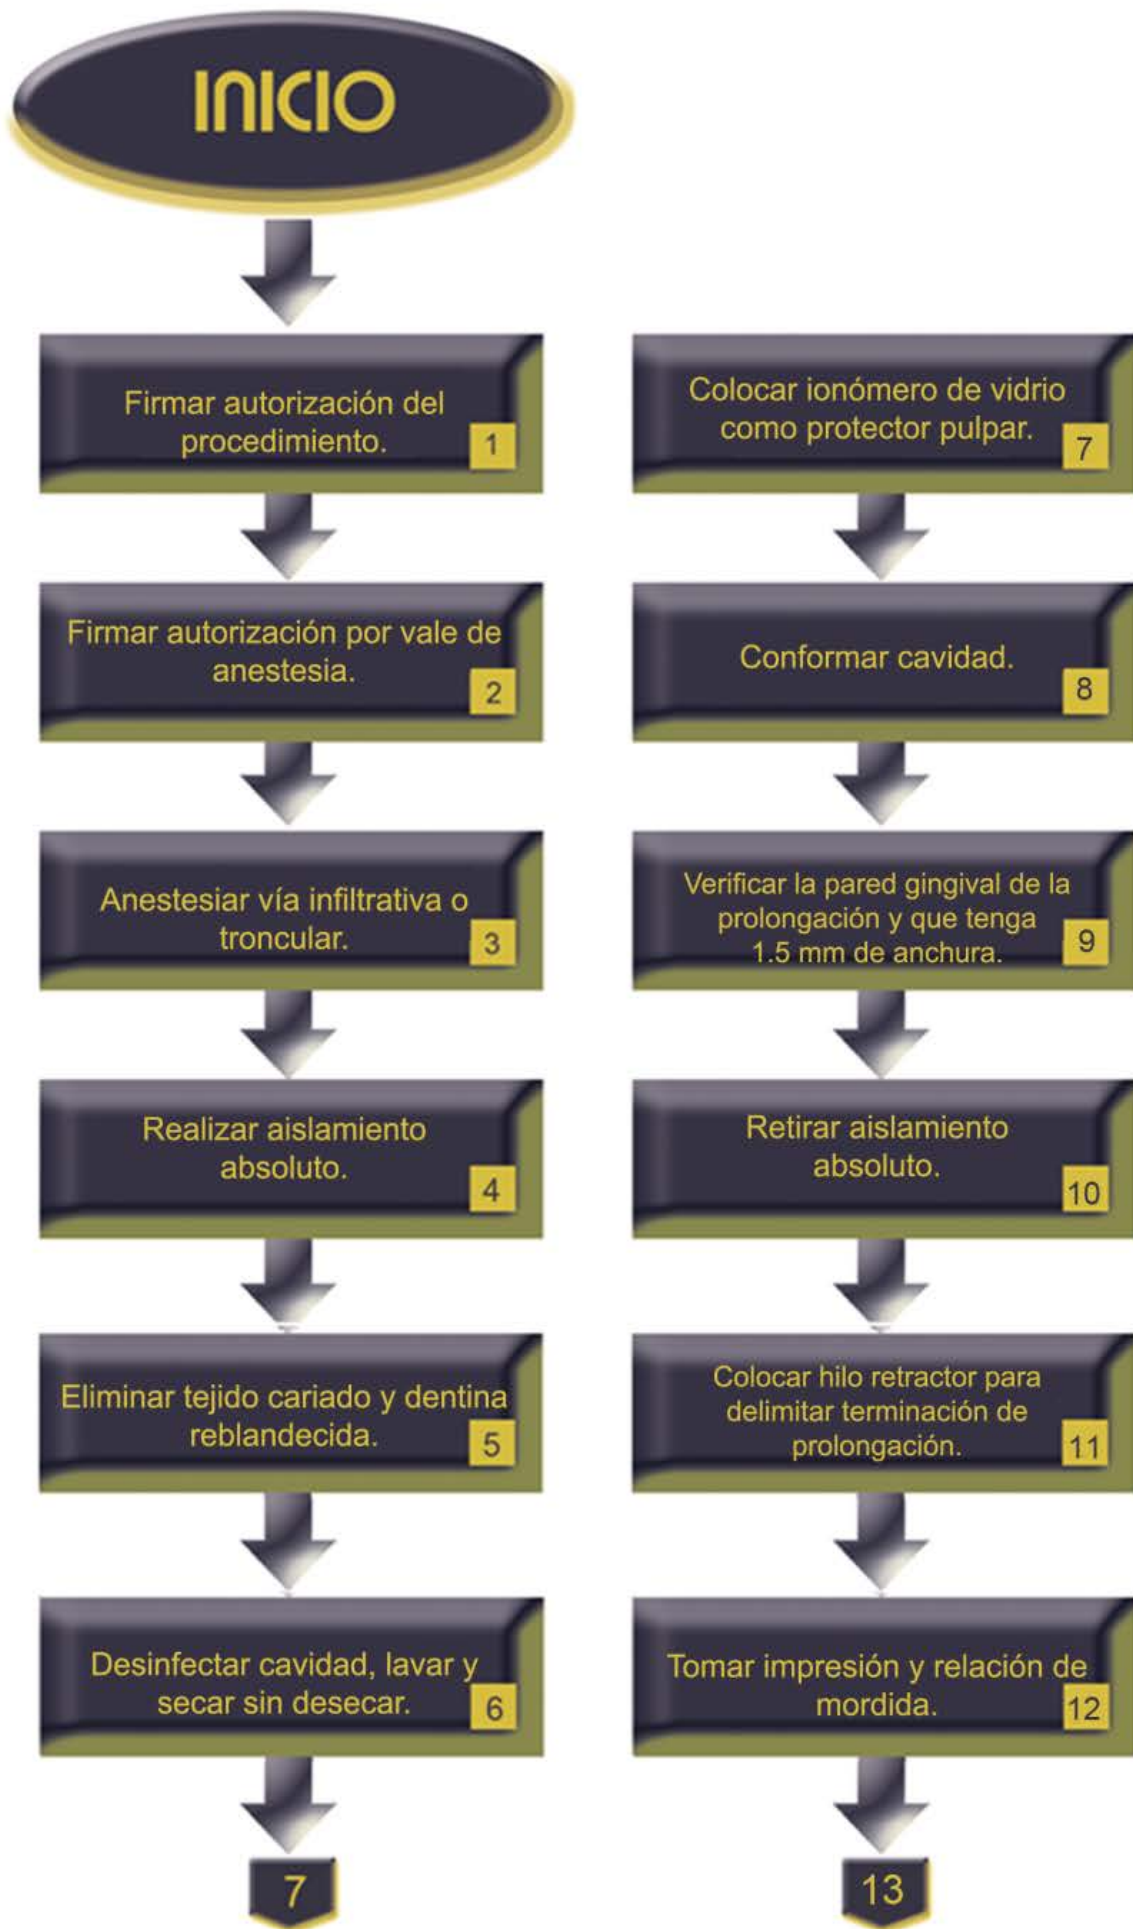 INICIO
Firmar autorización del
procedimiento.
1
Firmar autorización por vale de
anestesia.
2
Anestesiar vía infiltrativa o
troncular.
3
Realizar aislamiento
absoluto.
4
Eliminar tejido cariado y dentina
reblandecida.
5
Desinfectar cavidad, lavar y
secar sin desecar.
6
7
Colocar ionómero de vidrio
como protector pulpar.
7
Conformar cavidad.
8
Verificar la pared gingival de la
prolongación y que tenga
1.5 mm de anchura.
9
Retirar aislamiento
absoluto.
10
Colocar hilo retractor para
delimitar terminación de
prolongación.
11
Tomar impresión y relación de
mordida.
12
13